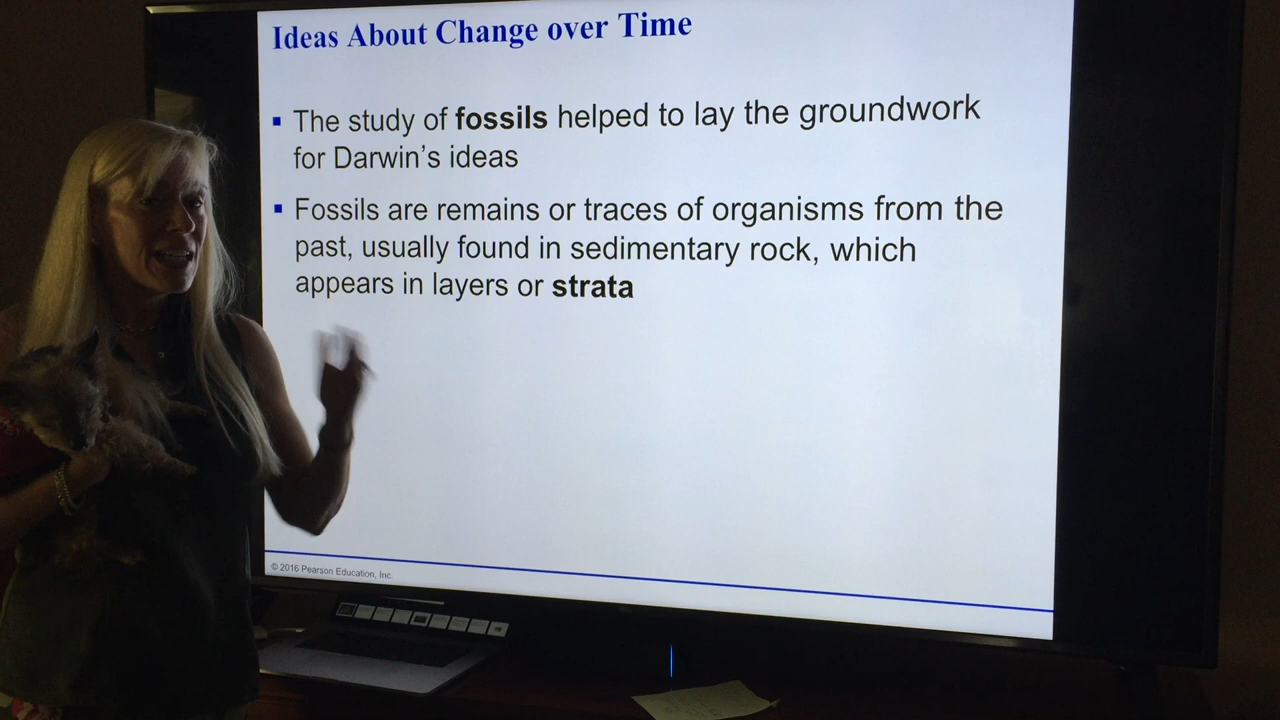 Ideas About Change over Time
The study of fossils helped to lay the groundwork
for Darwin’s ideas
Fossils are remains or traces of organisms from the
past, usually found in sedimentary rock, which
appears in layers or strata
© 2016 Pearson Education, Inc.